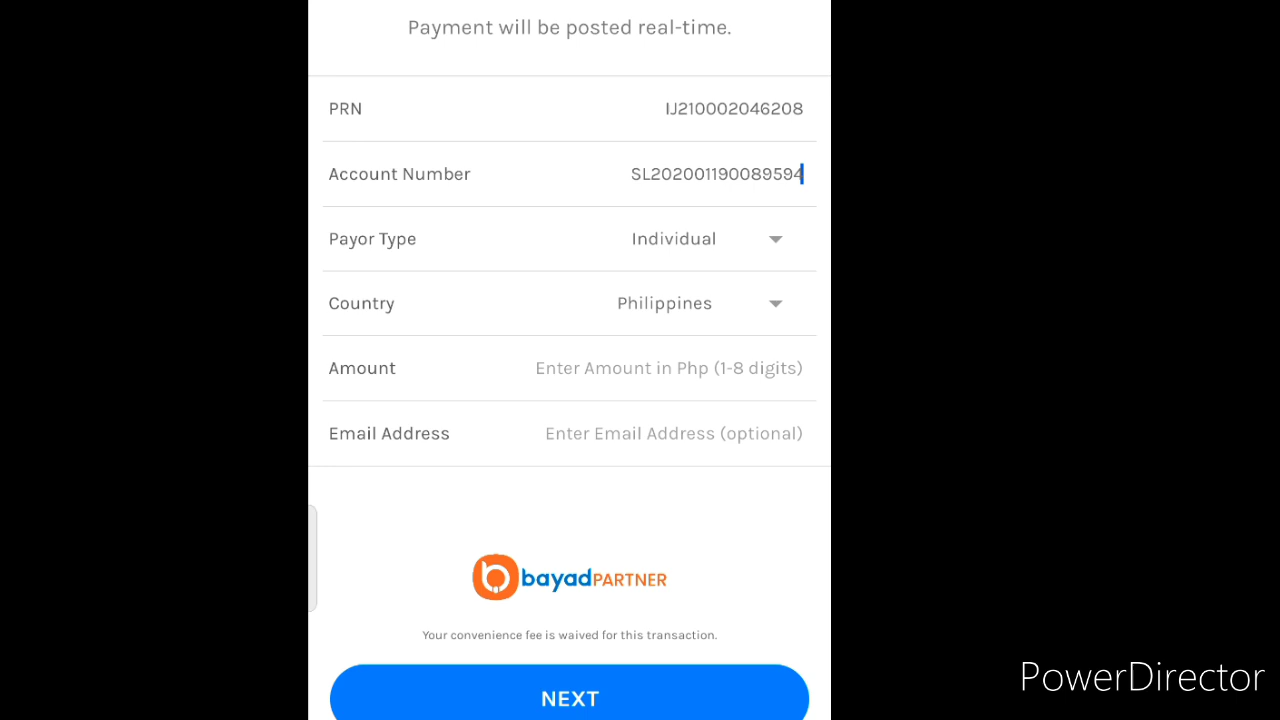 Payment will be posted real-time.
PRN IJ210002046208
Account Number SL202001190089594
Payor Type Individual
Country Philippines
Amount Enter Amount in Php (1-8 digits)
Email Address Enter Email Address (optional)
bayad PARTNER
Your convenience fee is waived for this transaction.
NEXT
PowerDirector